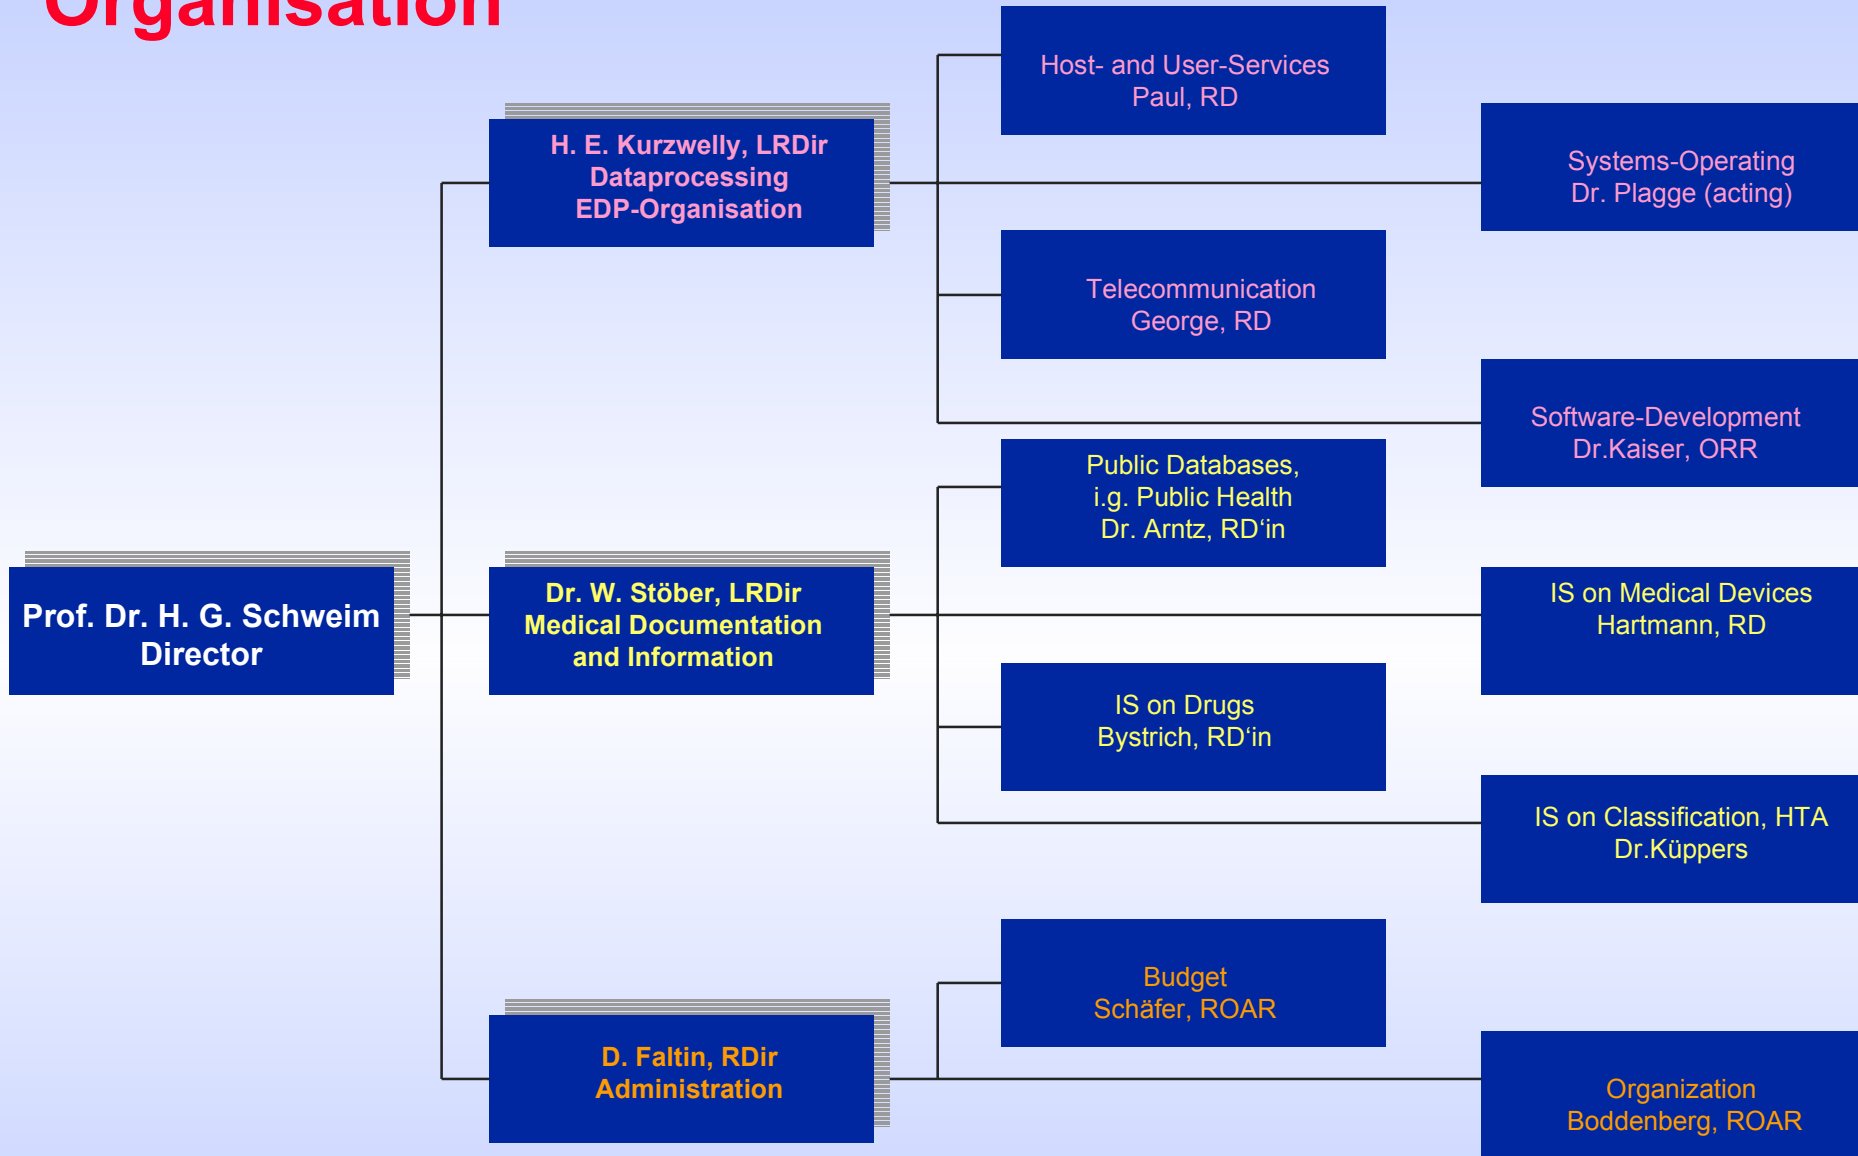 Organisation
Host- and User-Services
Paul, RD
H. E. Kurzwelly, LRDir
Dataprocessing
EDP-Organisation
Systems-Operating
Dr. Plagge (acting)
Telecommunication
George, RD
Software-Development
Dr.Kaiser, ORR
Public Databases,
i.g. Public Health
Dr. Arntz, RD‘in
Prof. Dr. H. G. Schweim
Director
Dr. W. Stöber, LRDir
Medical Documentation
and Information
IS on Medical Devices
Hartmann, RD
IS on Drugs
Bystrich, RD‘in
IS on Classification, HTA
Dr.Küppers
Budget
Schäfer, ROAR
D. Faltin, RDir
Administration
Organization
Boddenberg, ROAR